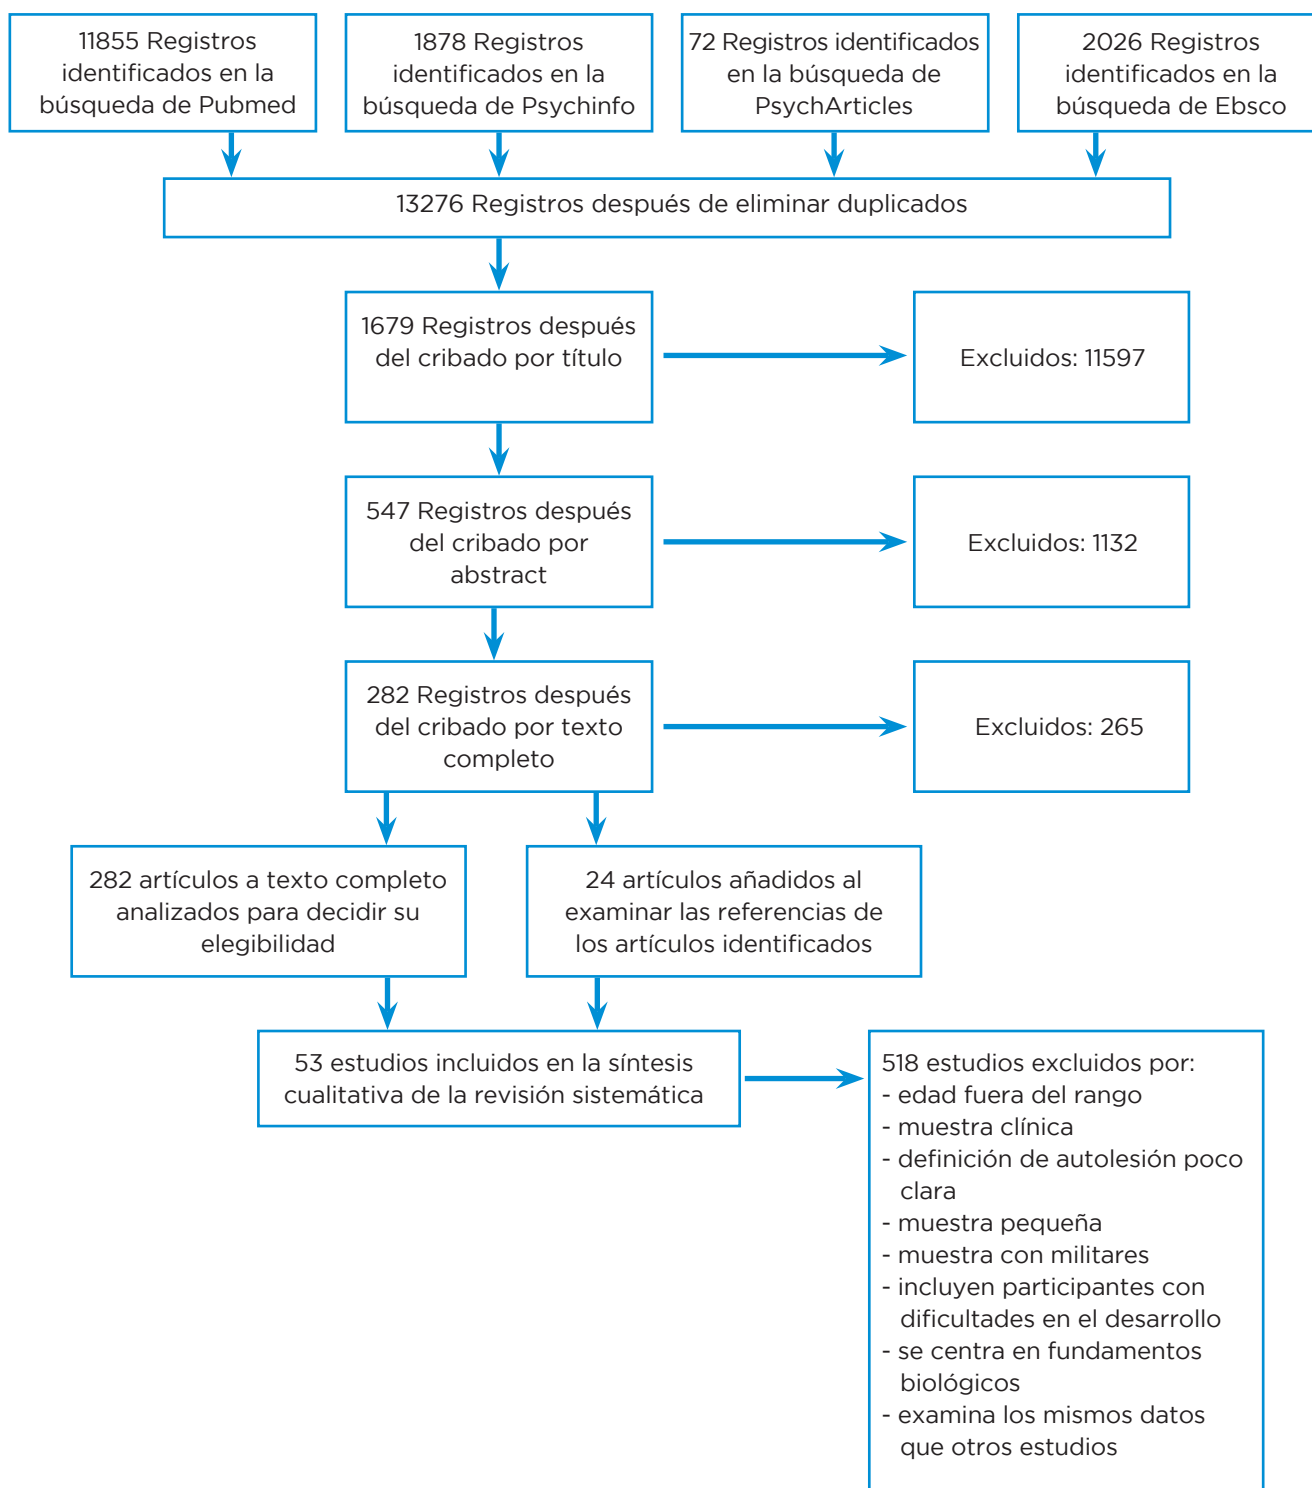 11855 Registros
identificados en la
búsqueda de Pubmed
1878 Registros
identificados en la
búsqueda de Psychinfo
72 Registros identificados
en la búsqueda de
PsychArticles
2026 Registros
identificados en la
búsqueda de Ebsco
13276 Registros después de eliminar duplicados
1679 Registros después
del cribado por título
Excluidos: 11597
547 Registros después
del cribado por
abstract
Excluidos: 1132
282 Registros después
del cribado por texto
completo
Excluidos: 265
282 artículos a texto completo
analizados para decidir su
elegibilidad
24 artículos añadidos al
examinar las referencias de
los artículos identificados
53 estudios incluidos en la síntesis
cualitativa de la revisión sistemática
518 estudios excluidos por:
- edad fuera del rango
- muestra clínica
- definición de autolesión poco
clara
- muestra pequeña
- muestra con militares
- incluyen participantes con
dificultades en el desarrollo
- se centra en fundamentos
biológicos
- examina los mismos datos
que otros estudios